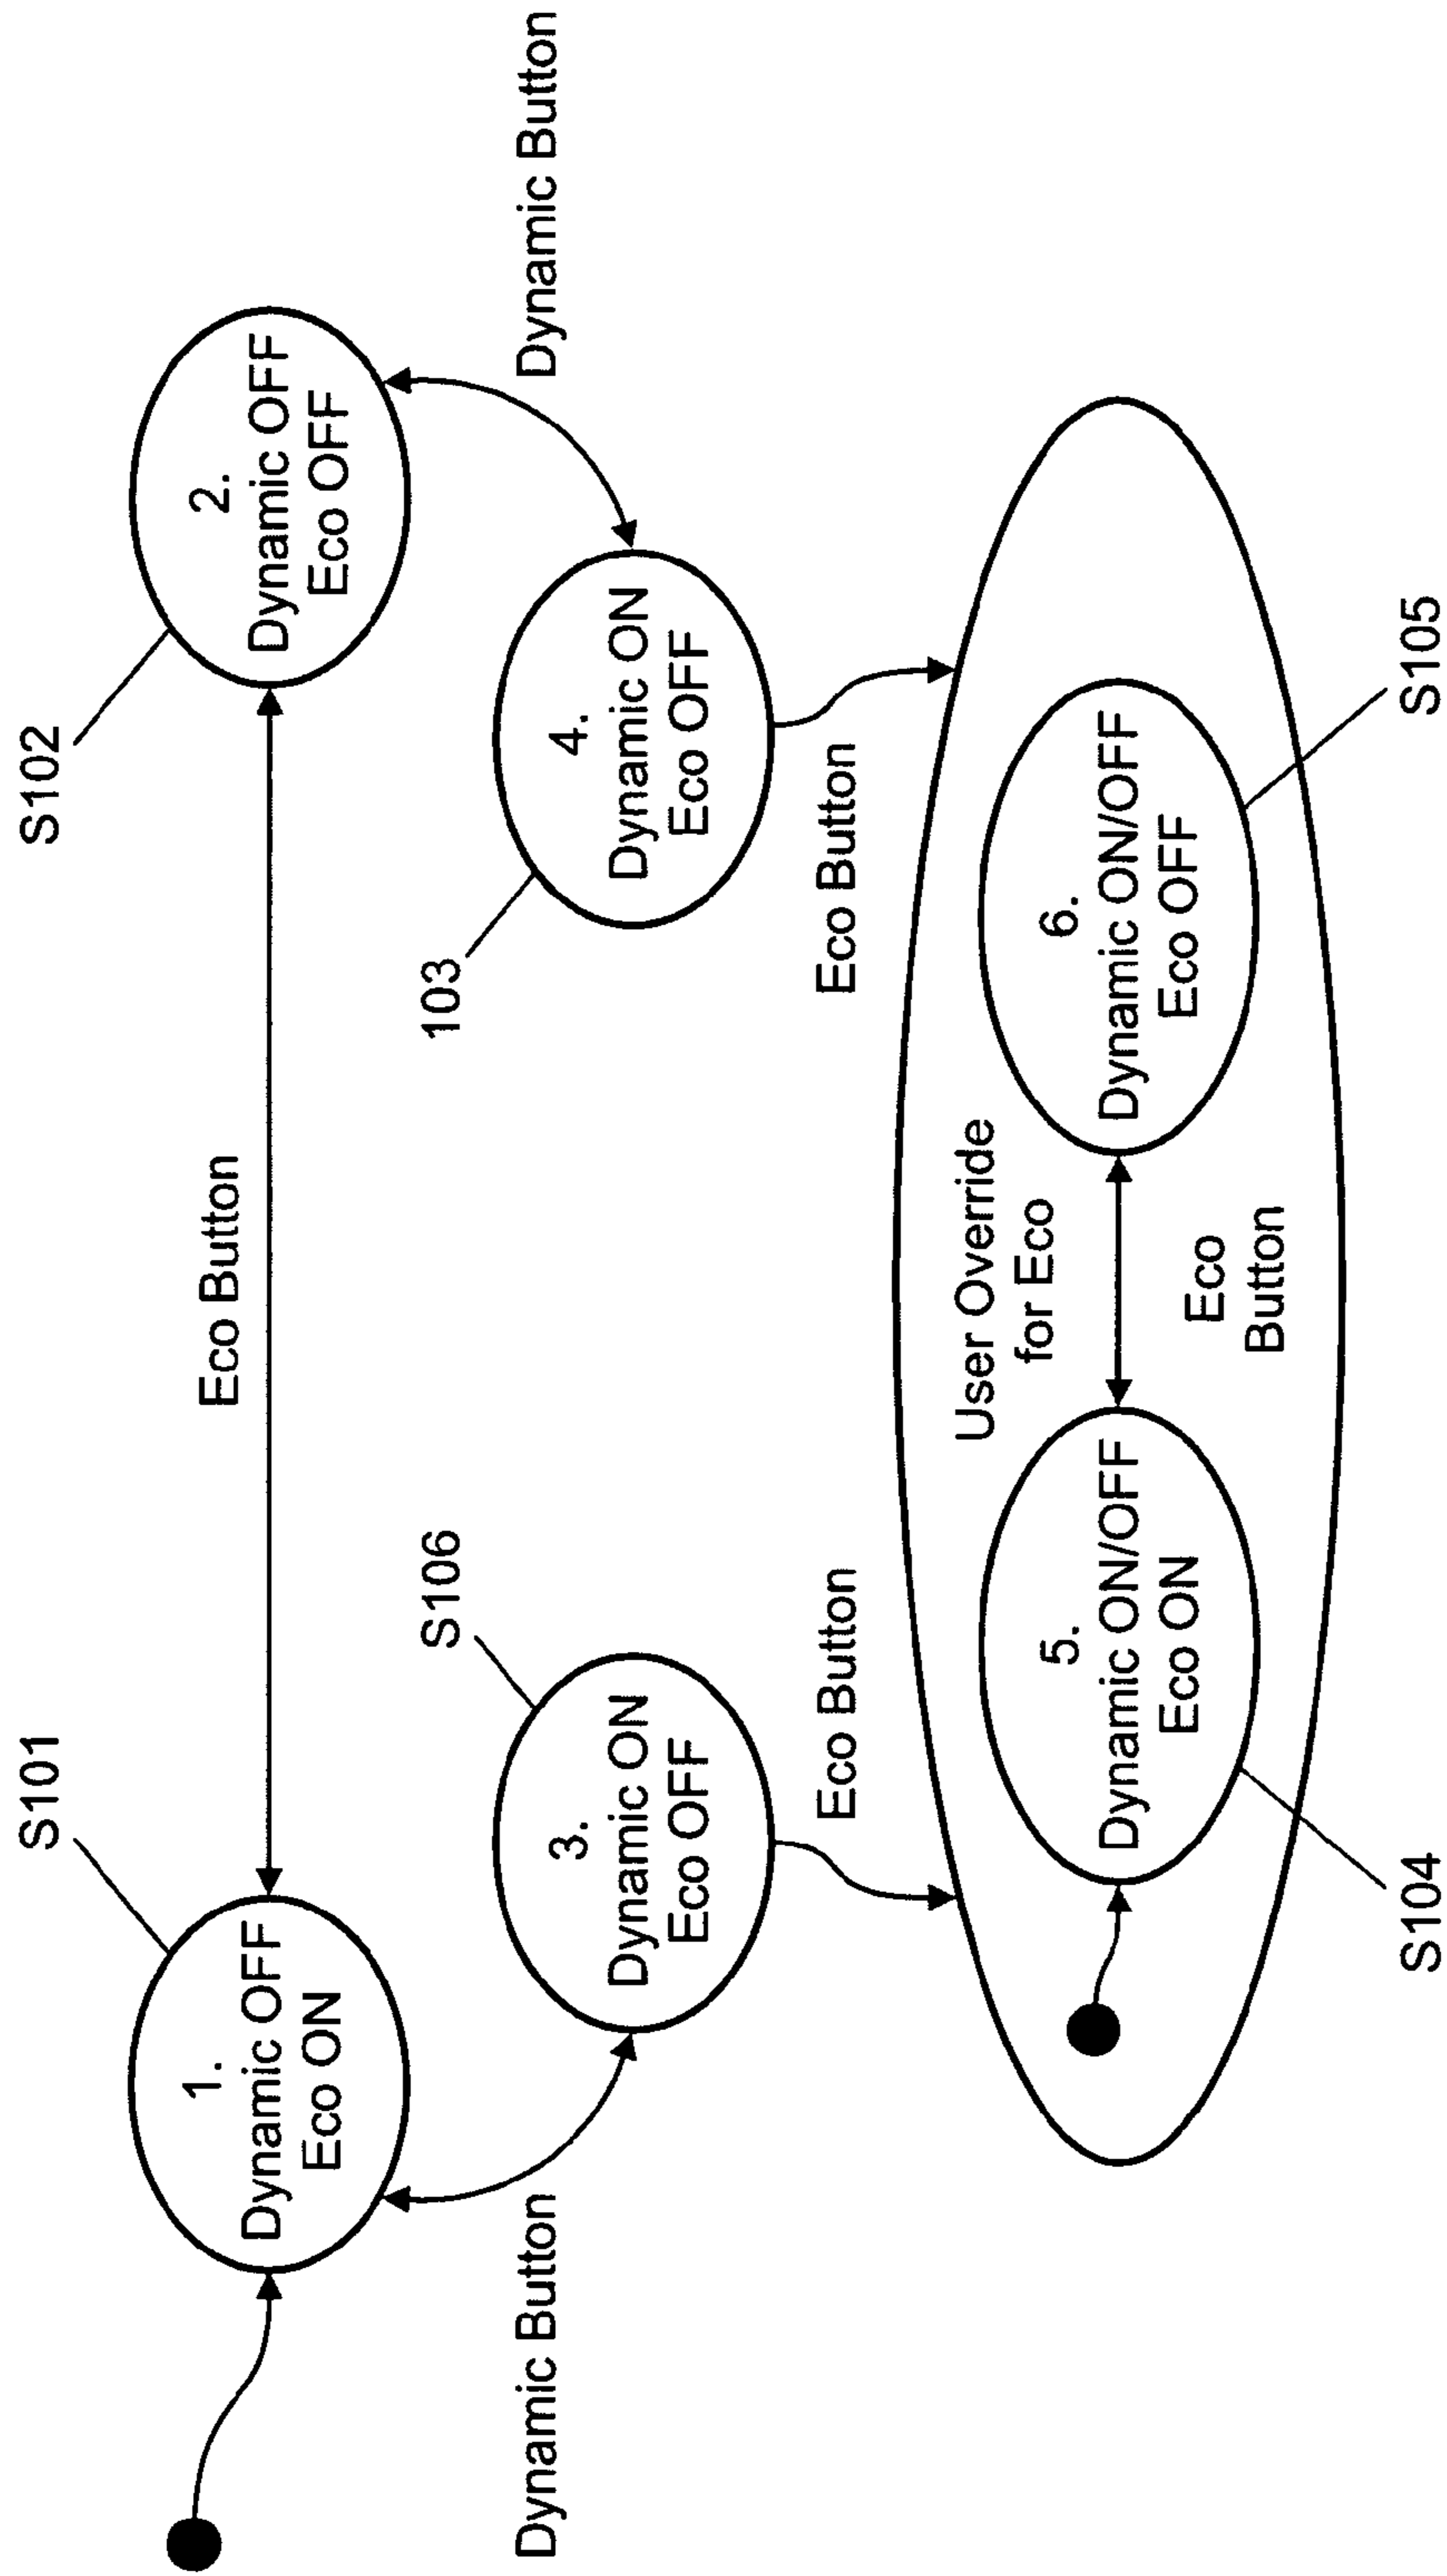 S101
S102
Eco Button
1.
Dynamic OFF
Eco ON
2.
Dynamic OFF
Eco OFF
S106
103
Dynamic Button
3.
Dynamic ON
Eco OFF
4.
Dynamic ON
Eco OFF
Dynamic Button
Eco Button
Eco Button
User Override
for Eco
5.
Dynamic ON/OFF
Eco ON
6.
Dynamic ON/OFF
Eco OFF
Eco
Button
S104
S105